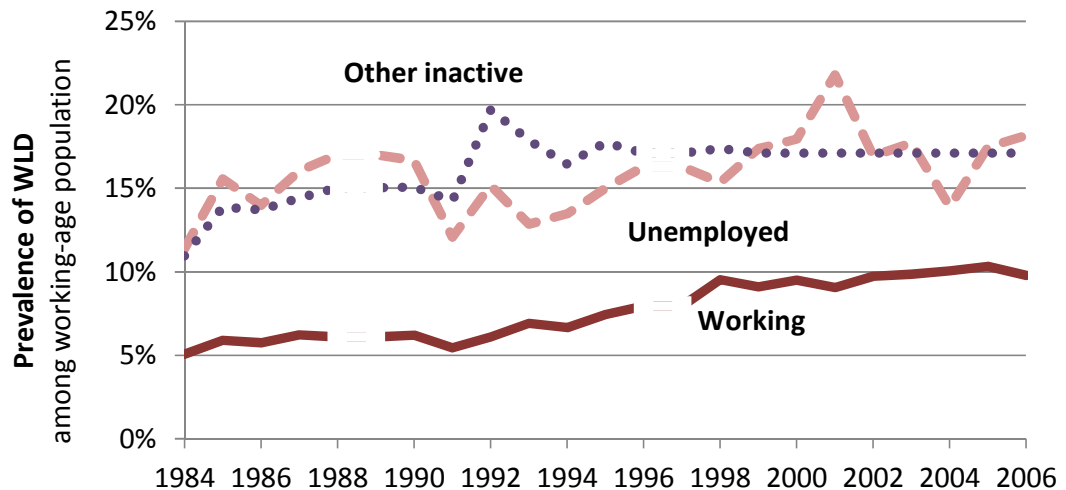 Prevalence of WLD
among working-age population
25%
20%
15%
10%
5%
0%
Other inactive
Unemployed
Working
1984 1986 1988 1990 1992 1994 1996 1998 2000 2002 2004 2006